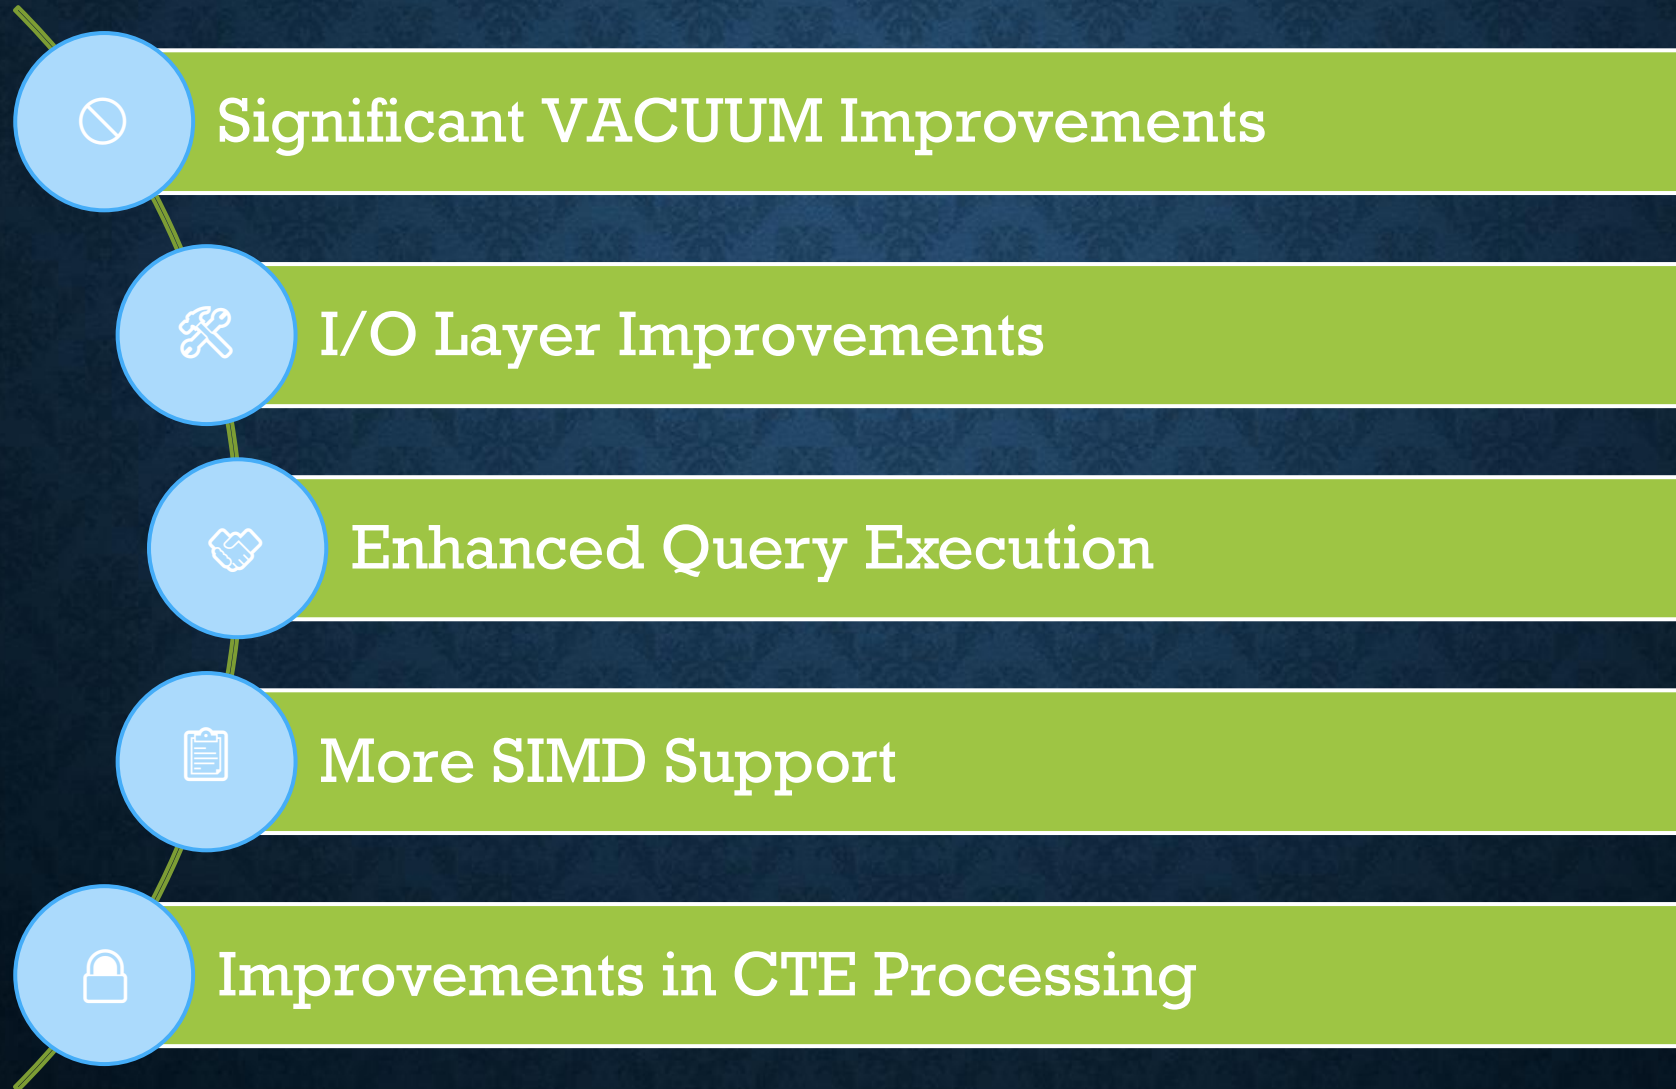 Significant VACUUM Improvements
I/O Layer Improvements
Enhanced Query Execution
More SIMD Support
Improvements in CTE Processing